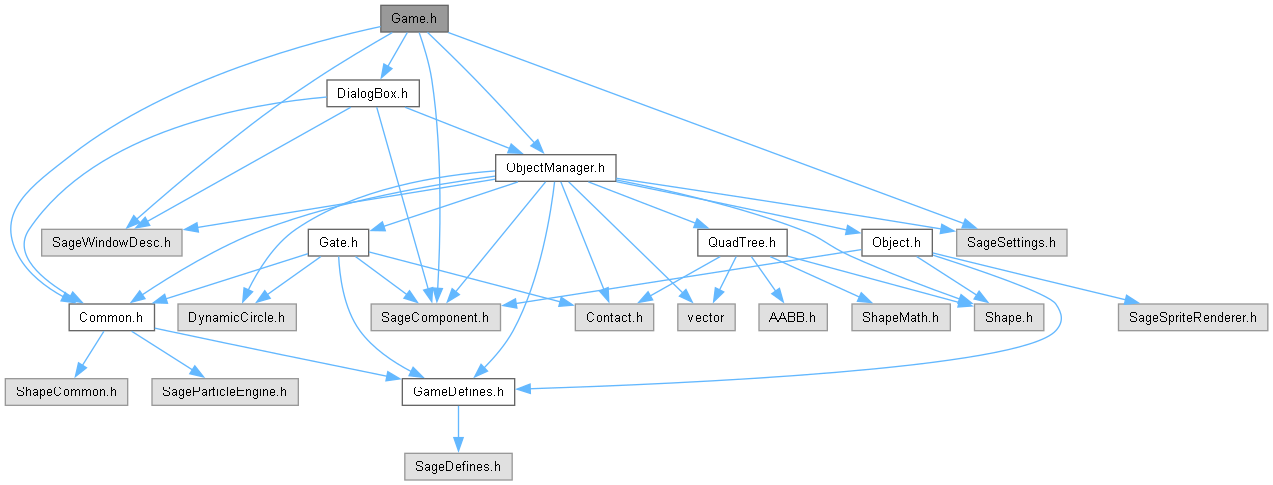 Game.h
DialogBox.h
ObjectManager.h
SageWindowDesc.h
Gate.h
QuadTree.h
Object.h
SageSettings.h
Common.h
DynamicCircle.h
SageComponent.h
Contact.h
vector
AABB.h
ShapeMath.h
Shape.h
SageSpriteRenderer.h
ShapeCommon.h
SageParticleEngine.h
GameDefines.h
SageDefines.h